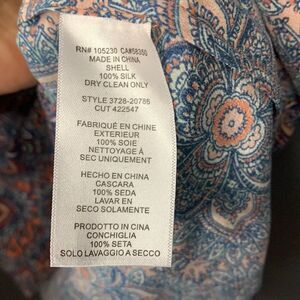 RN# 105230 CA#58350
MADE IN CHINA
SHELL
100% SILK
DRY CLEAN ONLY
STYLE 3728-20786
CUT 422547
FABRIQUÉ EN CHINE
EXTERIEUR
100% SOIE
NETTOYAGE À
SEC UNIQUEMENT
HECHO EN CHINA
CASCARA
100% SEDA
LAVAR EN
SECO SOLAMENTE
PRODOTTO IN CINA
CONCHIGLIA
100% SETA
SOLO LAVAGGIO A SECCO